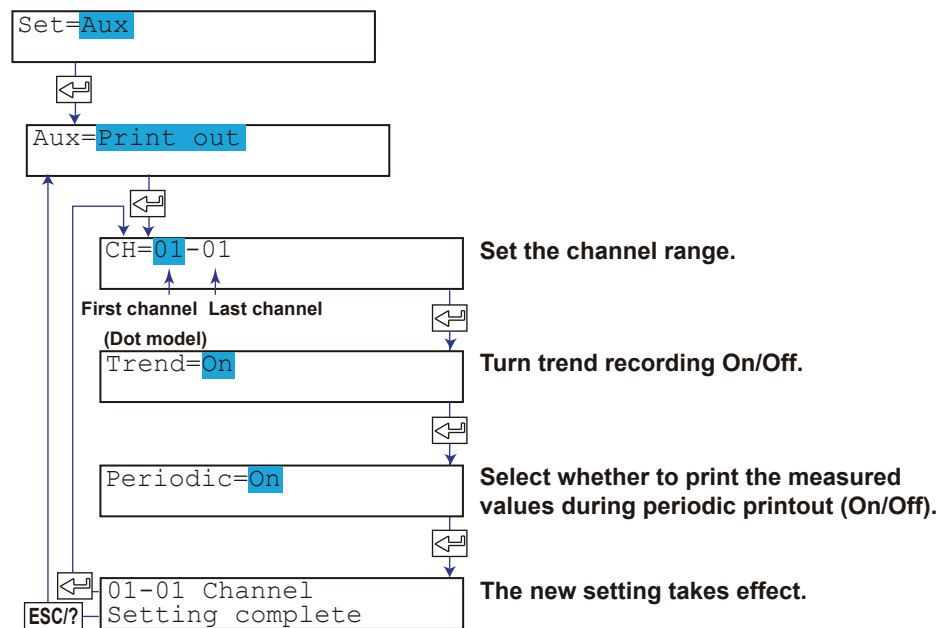 Set=Aux
Aux=Print out
CH=01-01
Set the channel range.
First channel Last channel
(Dot model)
Trend=On
Turn trend recording On/Off.
Periodic=On
Select whether to print the measured
values during periodic printout (On/Off).
01-01 Channel
The new setting takes effect.
ESC/?
Setting complete